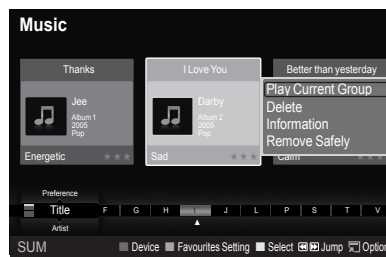 Music
Thanks
I Love You
Better than yesterday
Jee
Album 1
2005
Pop
Darby
Album 2
2005
Pop
Play Current Group
Delete
Information
Remove Safely
Energetic
Sad
Calm
Preference
Title F G H I J L P S T V
Artist
SUM Device Favourites Setting Select Jump Option